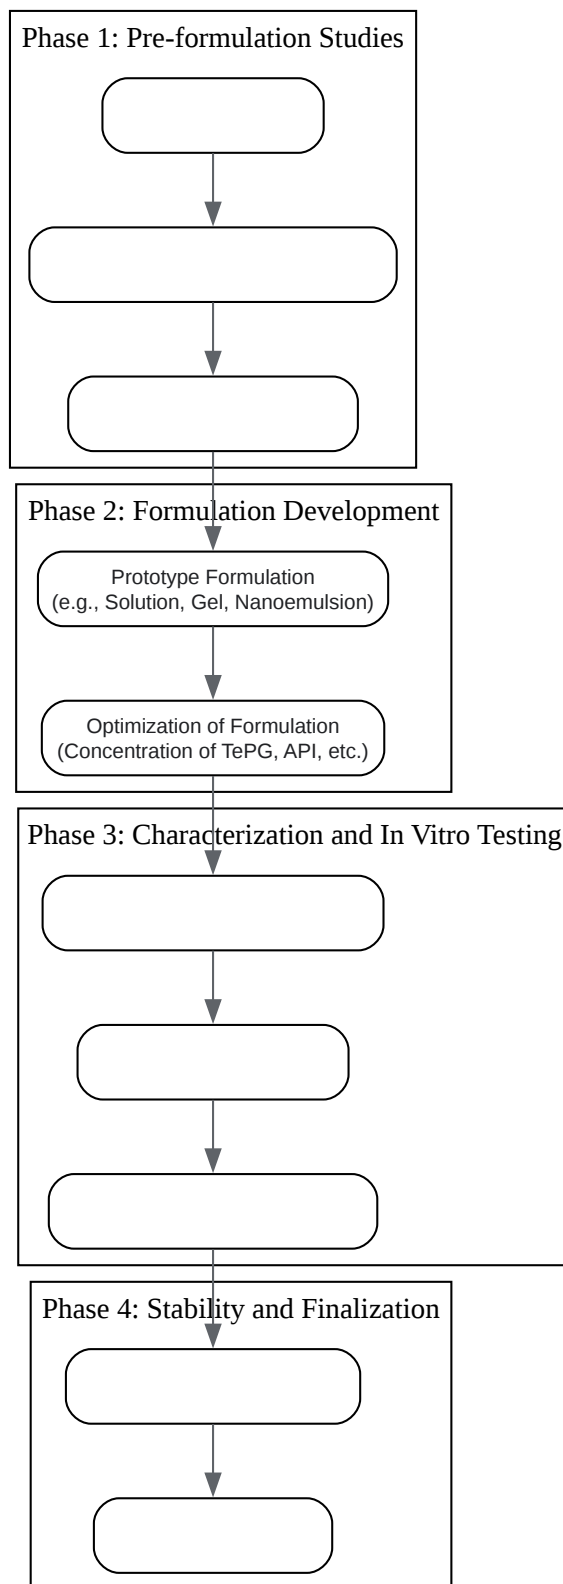 Phase 1: Pre-formulation Studies
Phase 2: Formulation Development
Prototype Formulation
(e.g., Solution, Gel, Nanoemulsion)
Optimization of Formulation
(Concentration of TePG, API, etc.)
Phase 3: Characterization and In Vitro Testing
Phase 4: Stability and Finalization